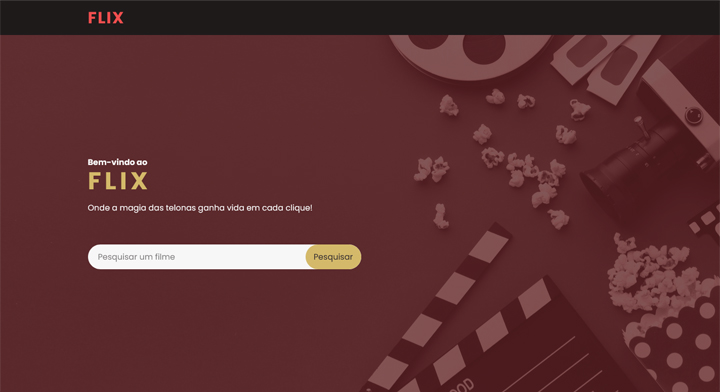 FLIX
Bem-vindo ao
FLIX
Onde a magia das telonas ganha vida em cada clique!
Pesquisar um filme
Pesquisar